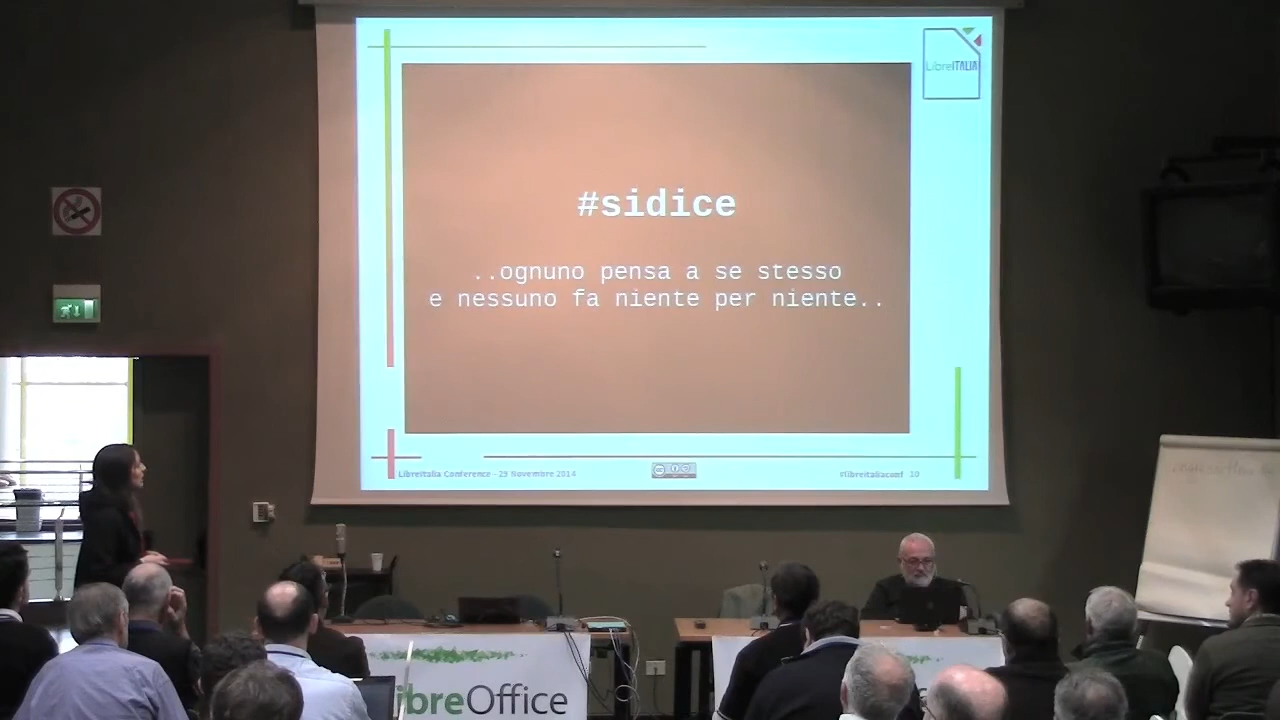 LibreITALIA
#sidice
..ognuno pensa a se stesso
e nessuno fa niente per niente..
LibreItalia Conference - 29 Novembre 2014
#libreitaliaconf 10
ibreOffice